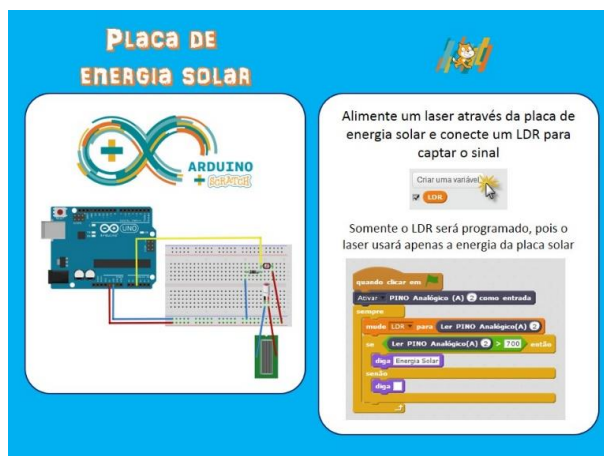 PLACA DE
ENERGIA SOLAR
ARDUINO
+ SCRATCH
UNO
Alimente um laser através da placa de
energia solar e conecte um LDR para
captar o sinal
Criar uma variável
LDR
Somente o LDR será programado, pois o
laser usará apenas a energia da placa solar
quando clicar em
Ativar PINO Analógico (A) 2 como entrada
sempre
mude LDR para Ler PINO Analógico(A) 2
se Ler PINO Analógico(A) 2 > 700 então
diga Energia Solar
senão
diga